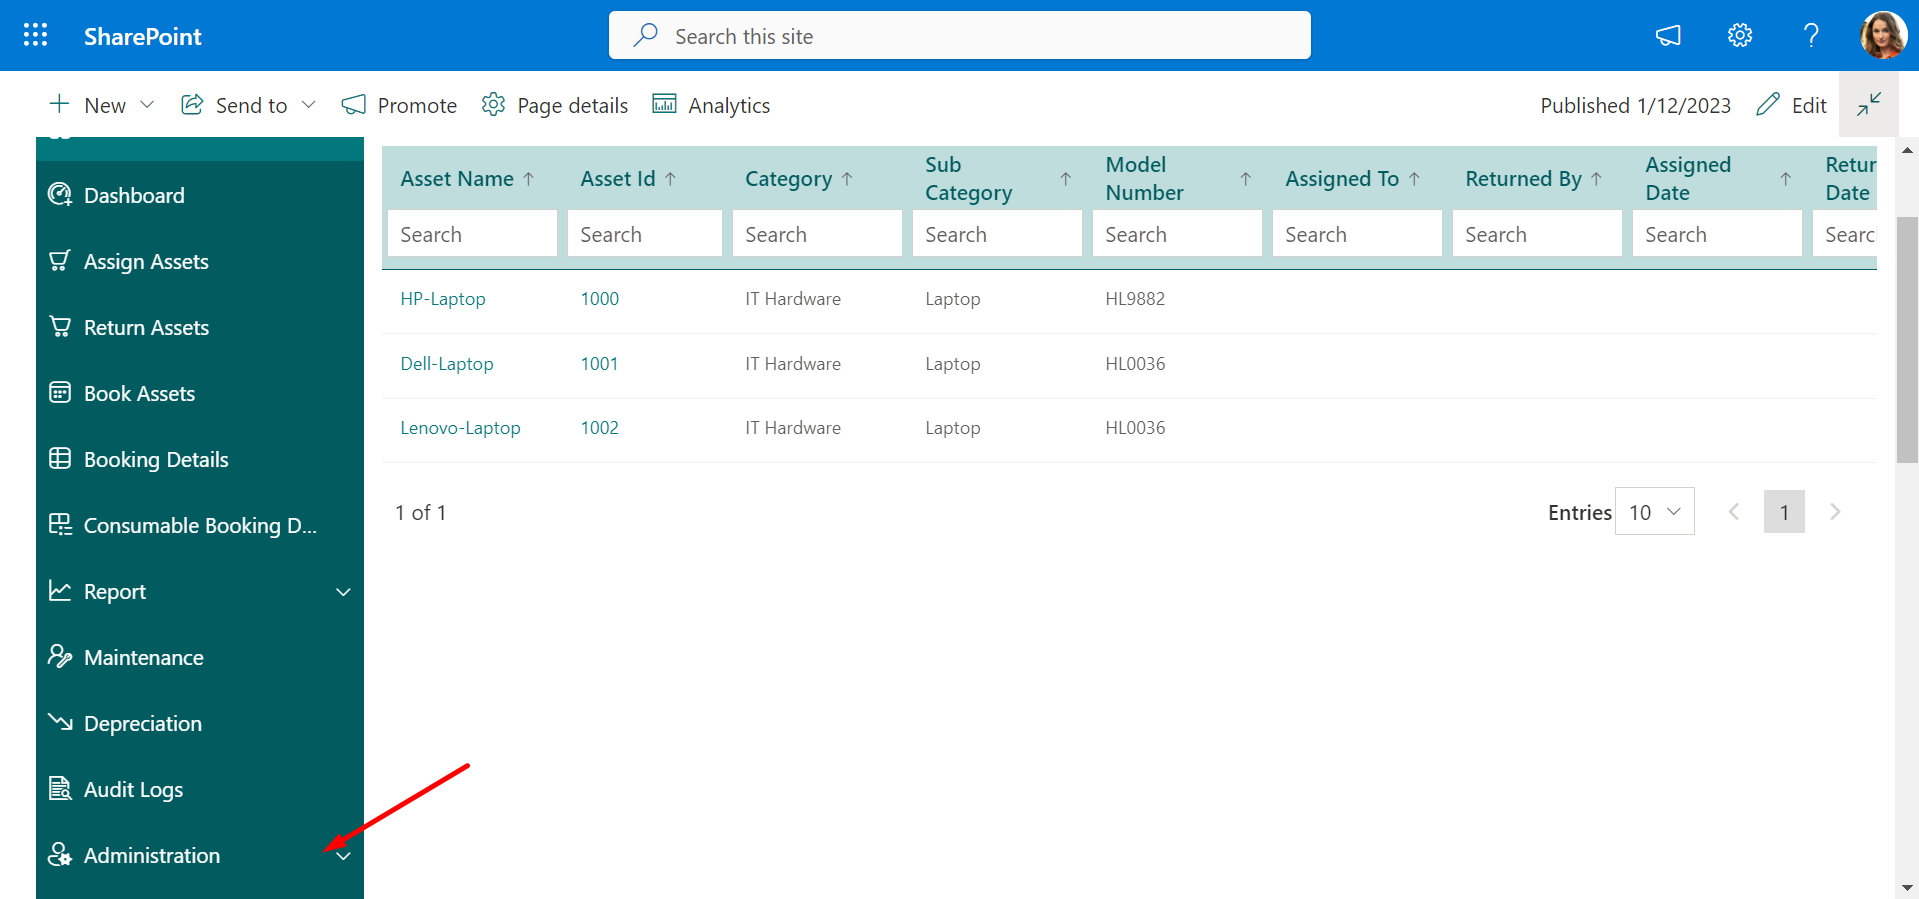 SharePoint
Search this site
New
Send to
Promote
Page details
Analytics
Published 1/12/2023
Edit
Dashboard
Assign Assets
Return Assets
Book Assets
Booking Details
Consumable Booking D...
Report
Maintenance
Depreciation
Audit Logs
Administration
Asset Name
Asset Id
Category
Sub
Category
Model
Number
Assigned To
Returned By
Assigned
Date
Retur
Date
Search
Search
Search
Search
Search
Search
Search
Search
Searc
HP-Laptop 1000 IT Hardware Laptop HL9882
Dell-Laptop 1001 IT Hardware Laptop HL0036
Lenovo-Laptop 1002 IT Hardware Laptop HL0036
1 of 1
Entries 10
1